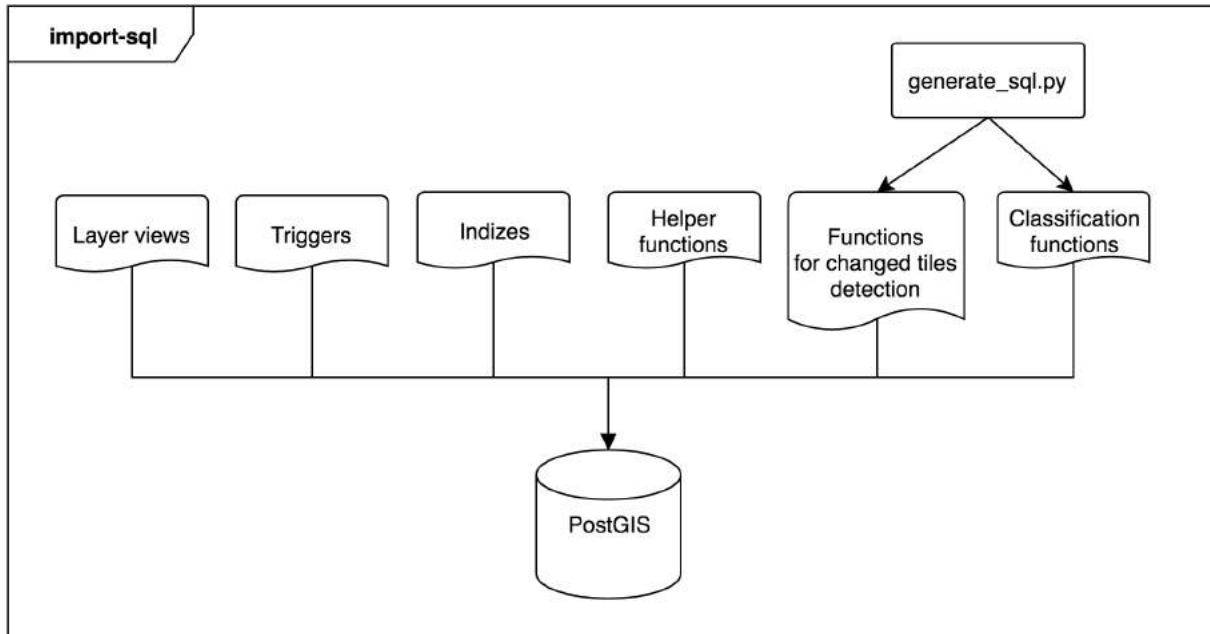 import-sql
generate_sql.py
Layer views
Triggers
Indizes
Helper
functions
Functions
for changed tiles
detection
Classification
functions
PostGIS